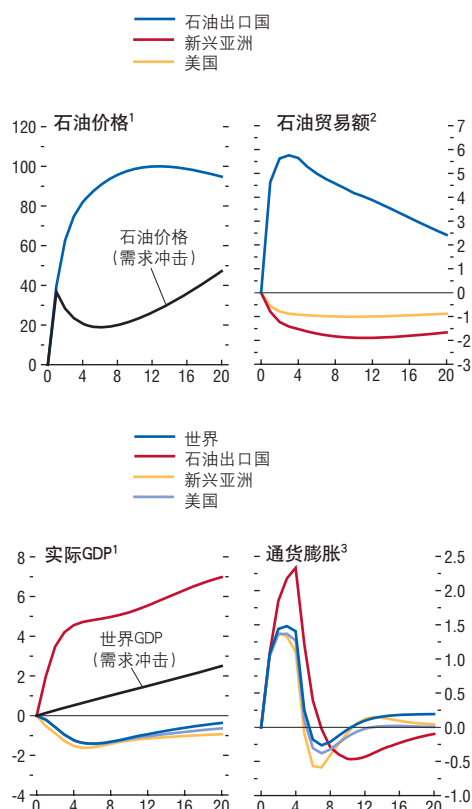 石油出口国
新兴亚洲
美国
石油价格1
120
100
80
60
40
20
0
石油价格
(需求冲击)
0 4 8 12 16 20
石油贸易额2
7
6
5
4
3
2
1
0
-1
-2
-3
0 4 8 12 16 20
世界
石油出口国
新兴亚洲
美国
实际GDP1
8
6
4
2
0
-2
-4
世界GDP
(需求冲击)
0 4 8 12 16 20
通货膨胀3
2.5
2.0
1.5
1.0
0.5
0.0
-0.5
-1.0
0 4 8 12 16 20